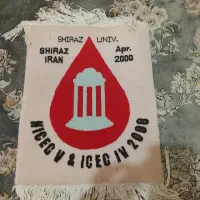 SHIRAZ UNIV.
SHIRAZ Apr.
IRAN 2000
NICEC V & ICEC IV 2000